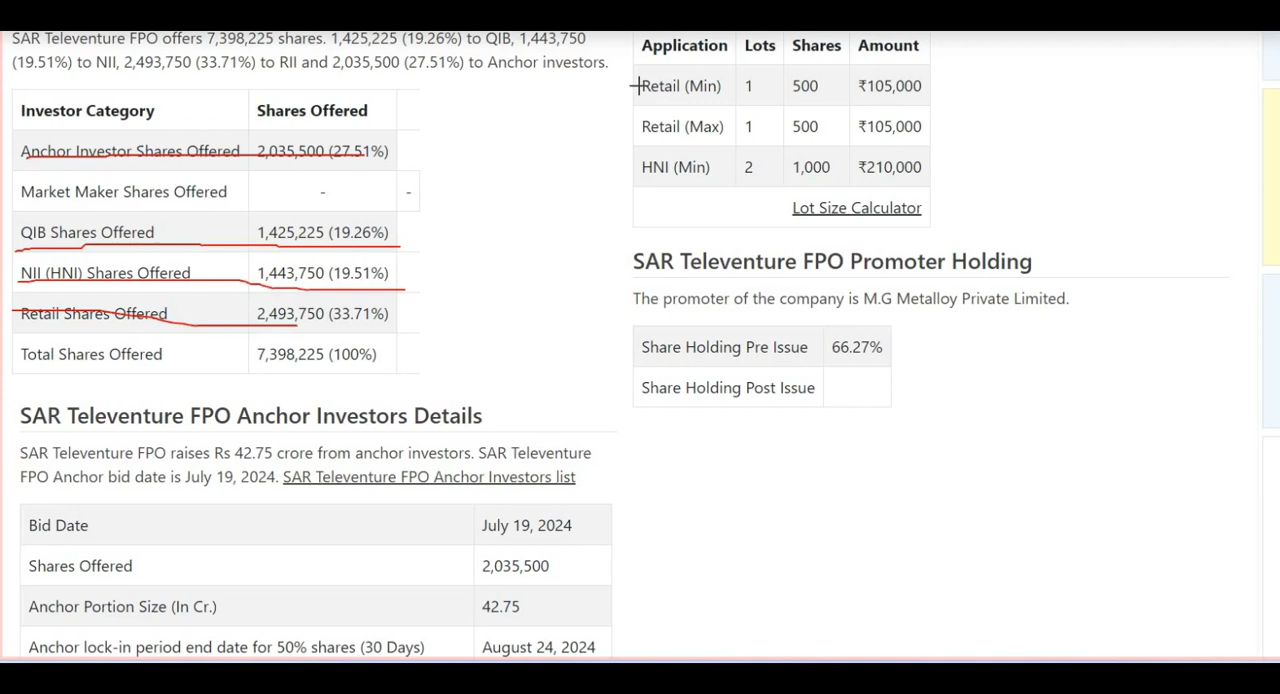 SAR Televenture FPO offers 7,398,225 shares. 1,425,225 (19.26%) to QIB, 1,443,750
(19.51%) to NII, 2,493,750 (33.71%) to RII and 2,035,500 (27.51%) to Anchor investors.
Investor Category Shares Offered
Anchor Investor Shares Offered 2,035,500 (27.51%)
Market Maker Shares Offered - -
QIB Shares Offered 1,425,225 (19.26%)
NII (HNI) Shares Offered 1,443,750 (19.51%)
Retail Shares Offered 2,493,750 (33.71%)
Total Shares Offered 7,398,225 (100%)
SAR Televenture FPO Anchor Investors Details
SAR Televenture FPO raises Rs 42.75 crore from anchor investors. SAR Televenture
FPO Anchor bid date is July 19, 2024. SAR Televenture FPO Anchor Investors list
Bid Date July 19, 2024
Shares Offered 2,035,500
Anchor Portion Size (In Cr.) 42.75
Anchor lock-in period end date for 50% shares (30 Days) August 24, 2024
Application Lots Shares Amount
Retail (Min) 1 500 ₹105,000
Retail (Max) 1 500 ₹105,000
HNI (Min) 2 1,000 ₹210,000
Lot Size Calculator
SAR Televenture FPO Promoter Holding
The promoter of the company is M.G Metalloy Private Limited.
Share Holding Pre Issue 66.27%
Share Holding Post Issue